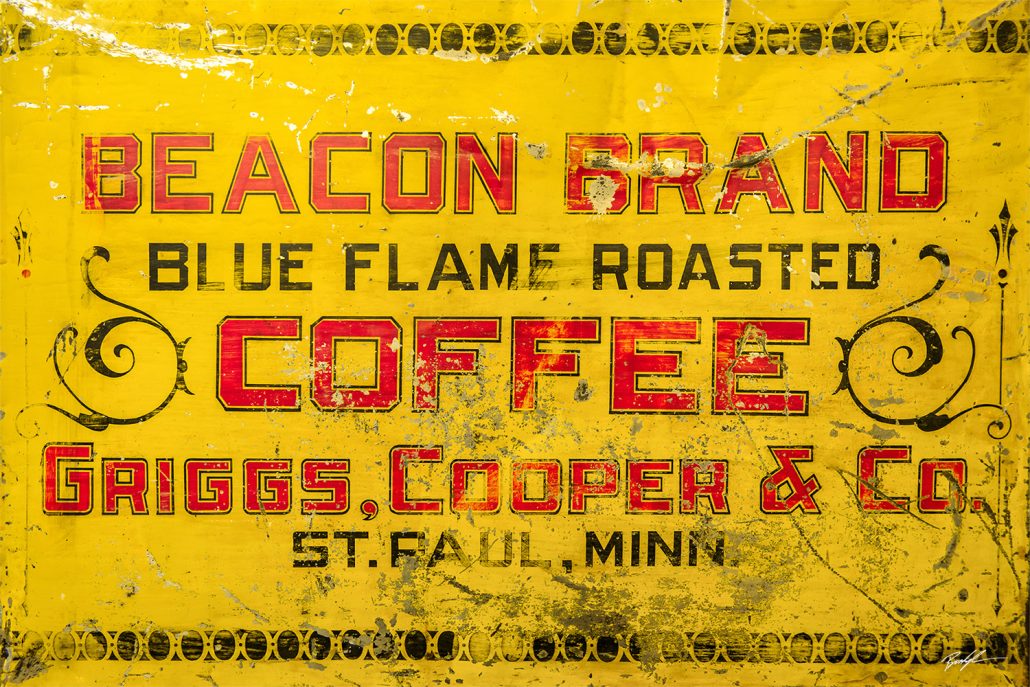 BEACON BRAND
BLUE FLAME ROASTED
COFFEE
GRIGGS, COOPER & CO.
ST. PAUL, MINN.